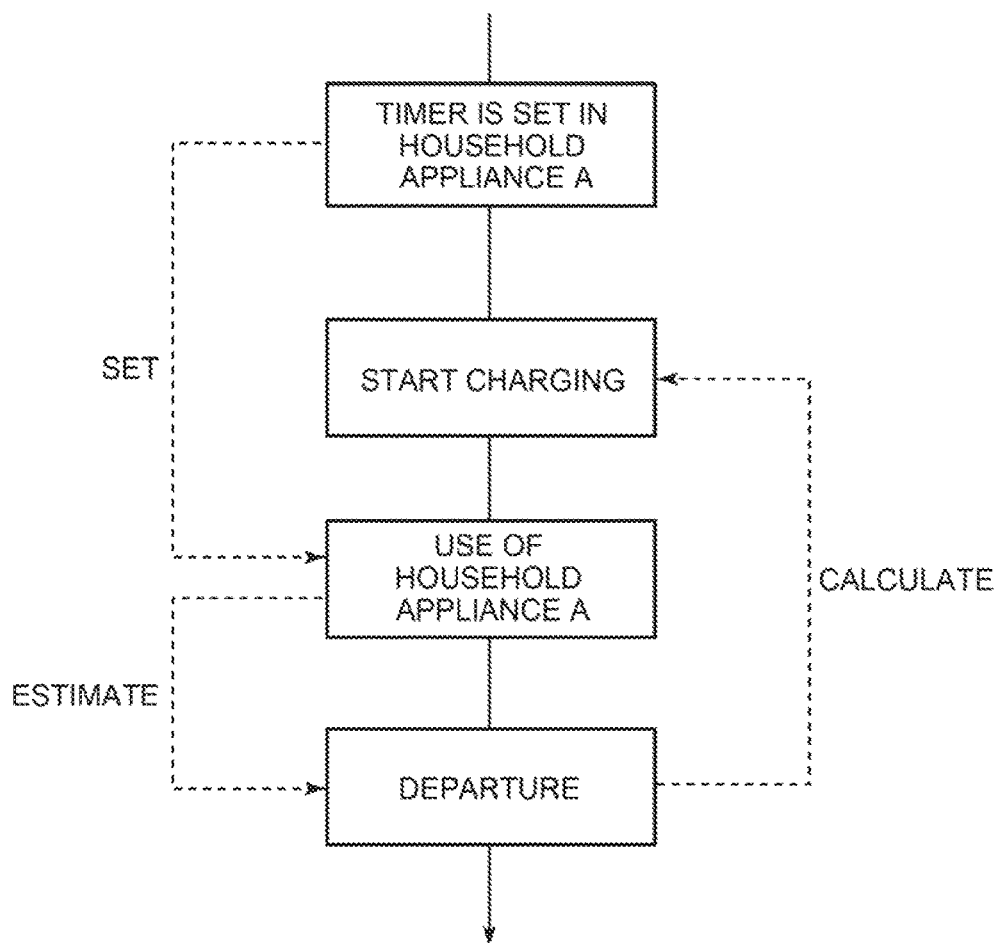 TIMER IS SET IN
HOUSEHOLD
APPLIANCE A
SET
START CHARGING
USE OF
HOUSEHOLD
APPLIANCE A
CALCULATE
ESTIMATE
DEPARTURE